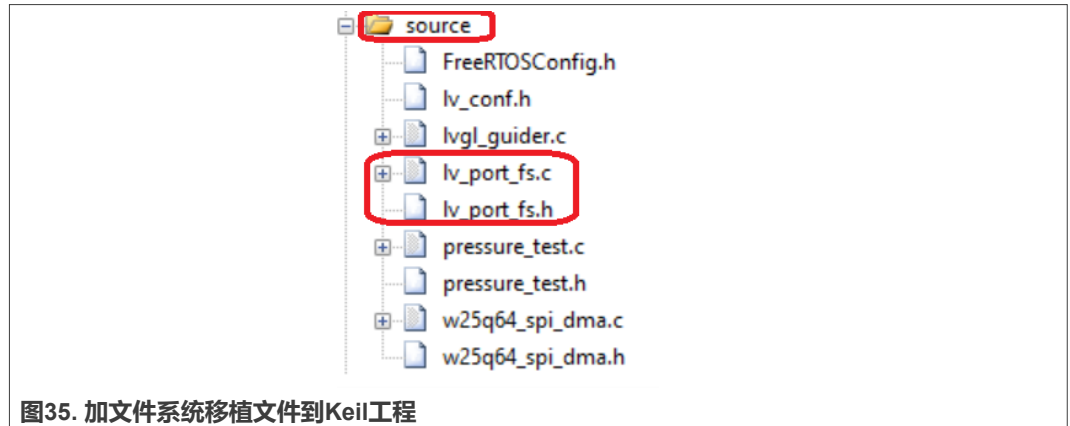 source
FreeRTOSConfig.h
lv_conf.h
lvgl_guider.c
lv_port_fs.c
lv_port_fs.h
pressure_test.c
pressure_test.h
w25q64_spi_dma.c
w25q64_spi_dma.h
图35. 加文件系统移植文件到Keil工程